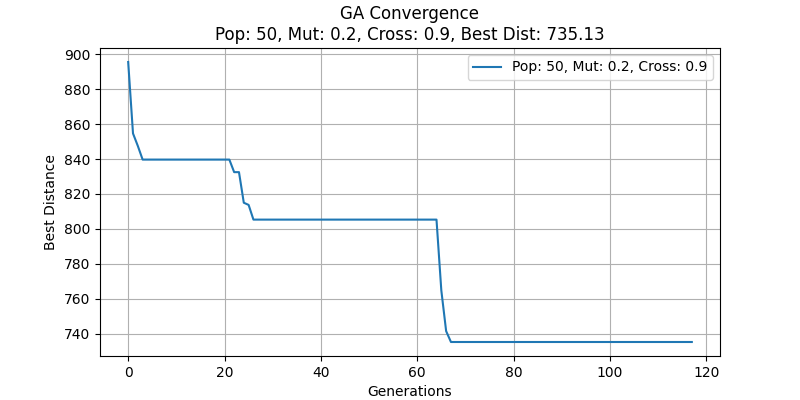 GA Convergence
Pop: 50, Mut: 0.2, Cross: 0.9, Best Dist: 735.13
Pop: 50, Mut: 0.2, Cross: 0.9
Best Distance
900
880
860
840
820
800
780
760
740
0 20 40 60 80 100 120
Generations